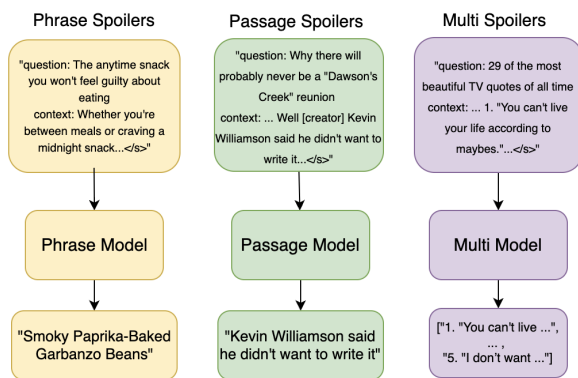 Phrase Spoilers
"question: The anytime snack
you won't feel guilty about
eating
context: Whether you're
between meals or craving a
midnight snack...</s>"
Phrase Model
"Smoky Paprika-Baked
Garbanzo Beans"
Passage Spoilers
"question: Why there will
probably never be a "Dawson's
Creek" reunion
context: ... Well [creator] Kevin
Williamson said he didn't want to
write it...</s>"
Passage Model
"Kevin Williamson said
he didn't want to write it"
Multi Spoilers
"question: 29 of the most
beautiful TV quotes of all time
context: ... 1. "You can't live
your life according to
maybes."...</s>"
Multi Model
["1. "You can't live ...",
... ,
"5. "I don't want ..."]